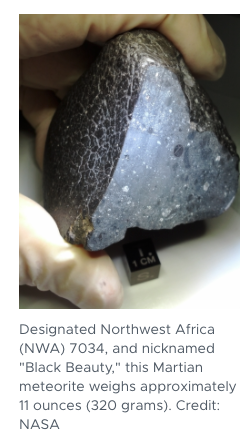 1
CM
Designated Northwest Africa
(NWA) 7034, and nicknamed
"Black Beauty," this Martian
meteorite weighs approximately
11 ounces (320 grams). Credit:
NASA